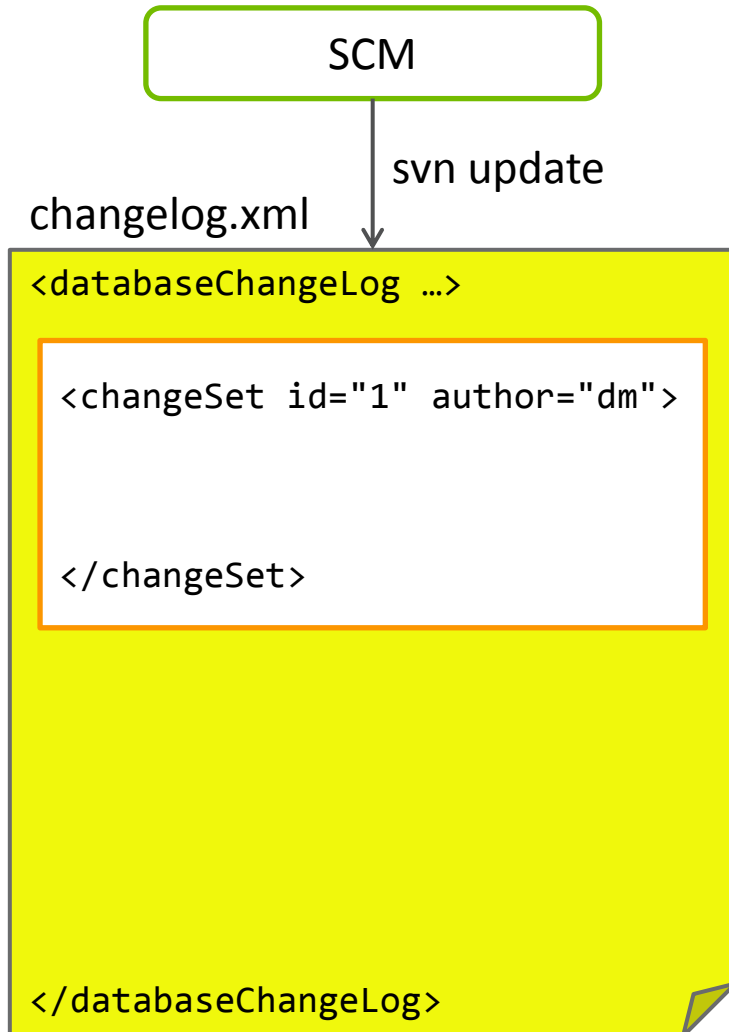 SCM
svn update
changelog.xml
<databaseChangeLog …>
<changeSet id="1" author="dm">
</changeSet>
</databaseChangeLog>